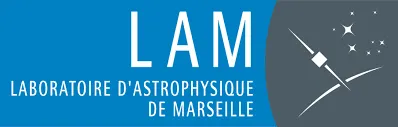 LAM
LABORATOIRE D'ASTROPHYSIQUE
DE MARSEILLE